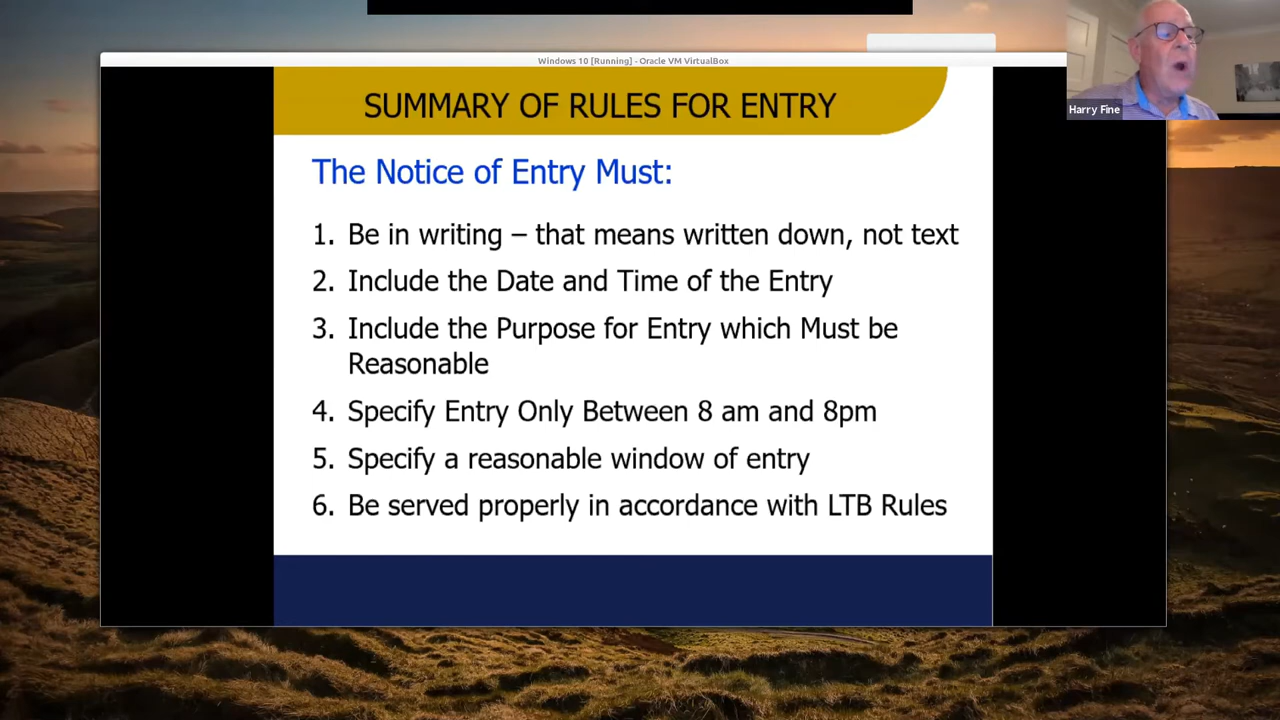 Windows 10 [Running] - Oracle VM VirtualBox
Harry Fine
SUMMARY OF RULES FOR ENTRY
The Notice of Entry Must:
1. Be in writing – that means written down, not text
2. Include the Date and Time of the Entry
3. Include the Purpose for Entry which Must be
Reasonable
4. Specify Entry Only Between 8 am and 8pm
5. Specify a reasonable window of entry
6. Be served properly in accordance with LTB Rules